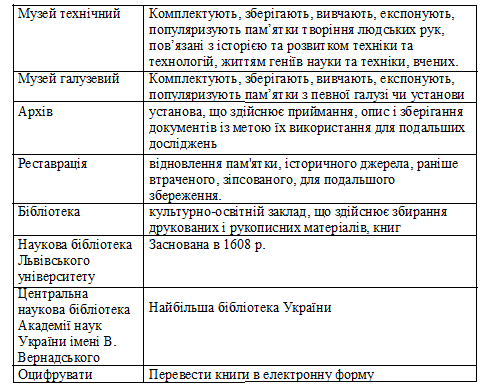 Музей технічний
Комплектують, зберігають, вивчають, експонують,
популяризують пам’ятки творіння людських рук,
пов’язані з історією та розвитком техніки та
технологій, життям геніїв науки та техніки, вчених.
Музей галузевий
Комплектують, зберігають, вивчають, експонують,
популяризують пам’ятки з певної галузі чи установи
Архів
установа, що здійснює приймання, опис і зберігання
документів із метою їх використання для подальших
досліджень
Реставрація
відновлення пам'ятки, історичного джерела, раніше
втраченого, зіпсованого, для подальшого
збереження.
Бібліотека
культурно-освітній заклад, що здійснює збирання
друкованих і рукописних матеріалів, книг
Наукова бібліотека
Львівського
університету
Заснована в 1608 р.
Центральна
наукова бібліотека
Академії наук
України імені В.
Вернадського
Найбільша бібліотека України
Оцифрувати
Перевести книги в електронну форму